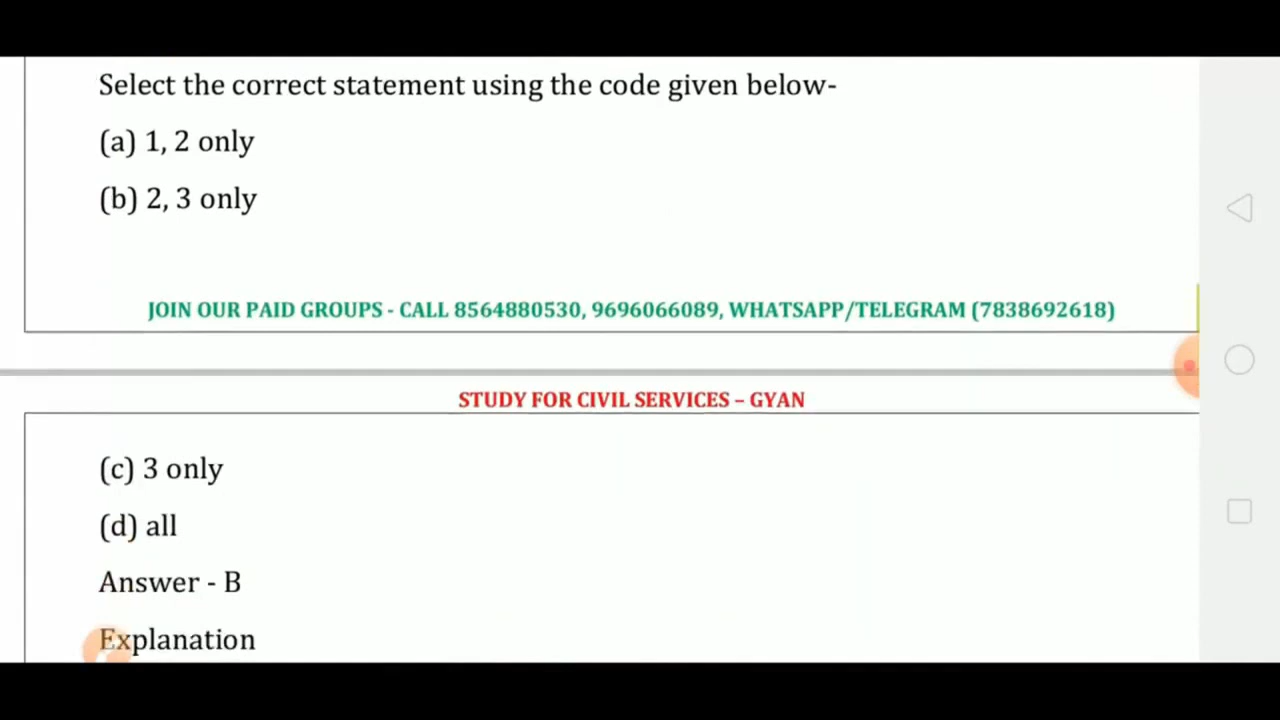 Select the correct statement using the code given below-
(a) 1, 2 only
(b) 2, 3 only
JOIN OUR PAID GROUPS - CALL 8564880530, 9696066089, WHATSAPP/TELEGRAM (7838692618)
STUDY FOR CIVIL SERVICES – GYAN
(c) 3 only
(d) all
Answer - B
Explanation